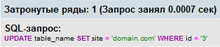 Затронутые ряды: 1 (Запрос занял 0.0007 сек)
SQL-запрос:
UPDATE table_name SET site = 'domain.com' WHERE id = '3'